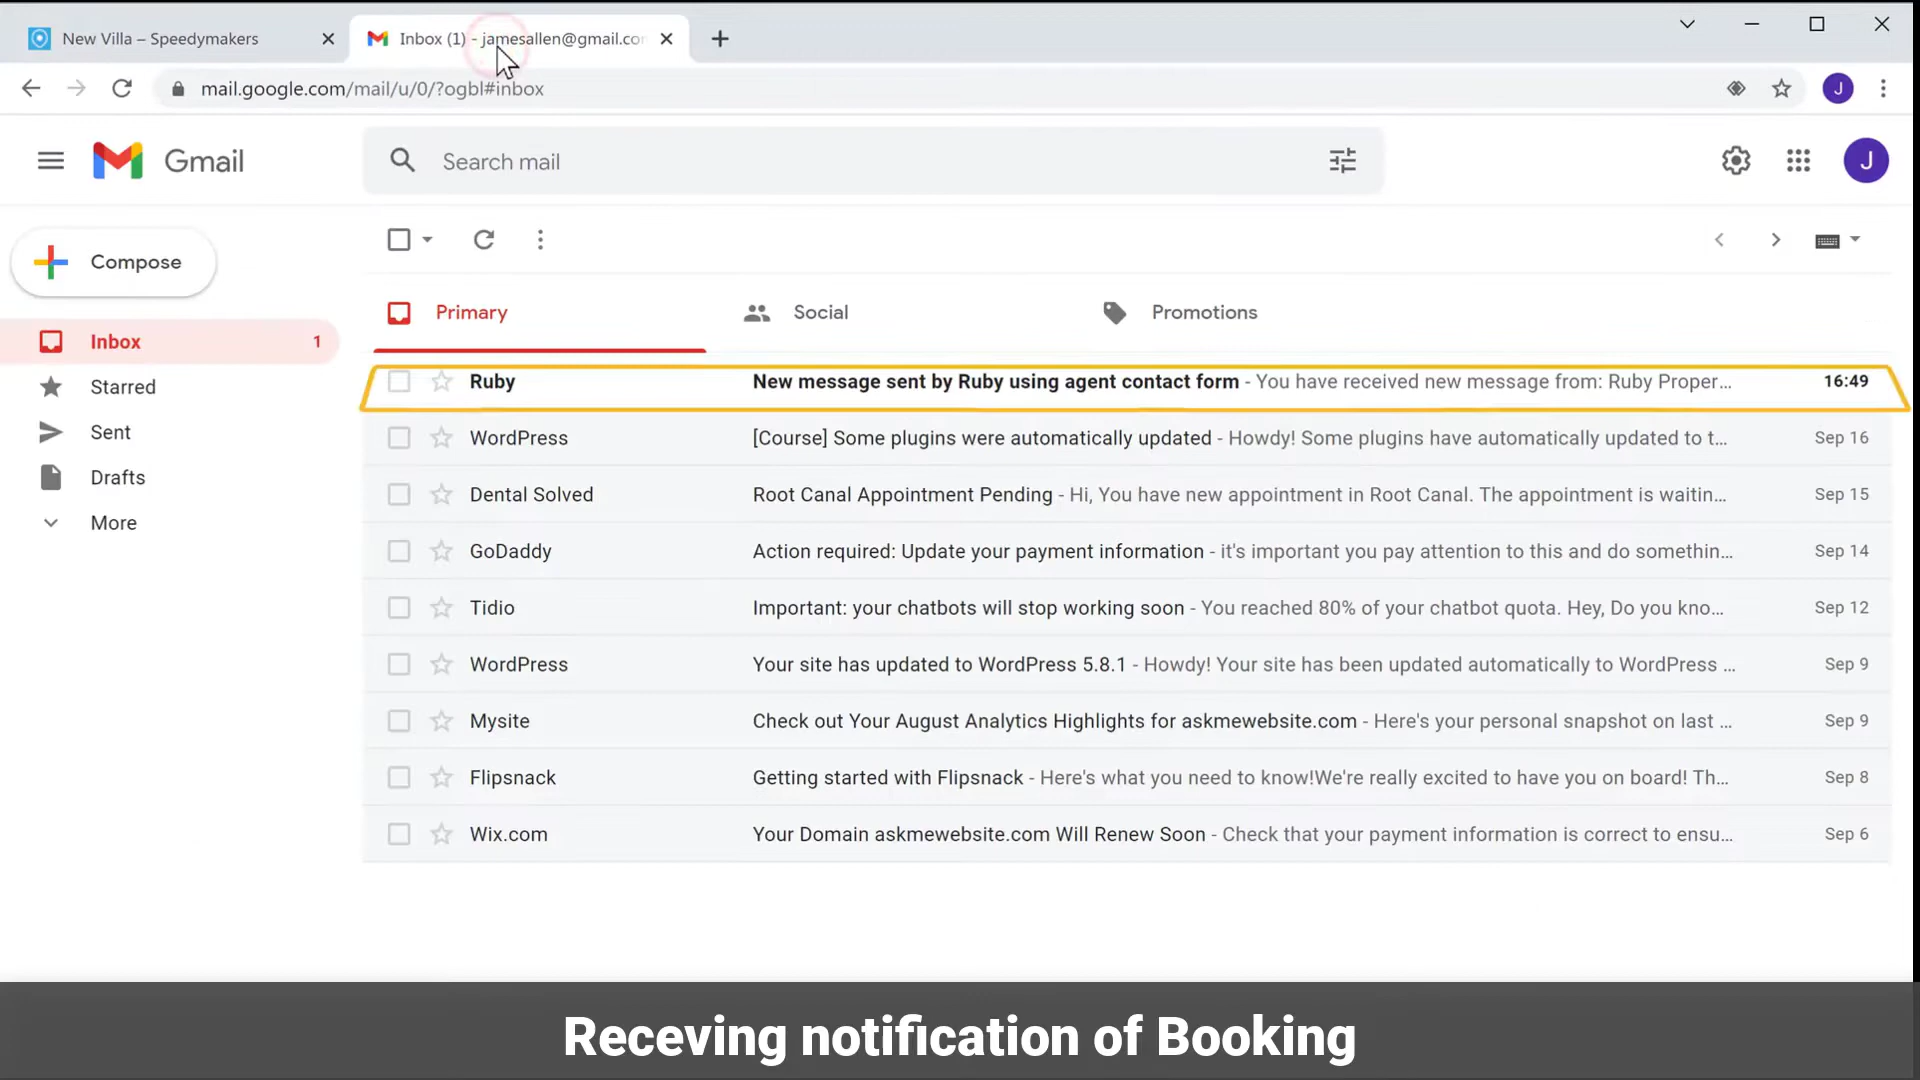 New Villa – Speedymakers
Inbox (1) - jamesallen@gmail.com
mail.google.com/mail/u/0/?ogbl#inbox
J
Gmail
Search mail
J
Compose
Inbox 1
Starred
Sent
Drafts
More
Primary Social Promotions
Ruby New message sent by Ruby using agent contact form - You have received new message from: Ruby Proper... 16:49
WordPress [Course] Some plugins were automatically updated - Howdy! Some plugins have automatically updated to t... Sep 16
Dental Solved Root Canal Appointment Pending - Hi, You have new appointment in Root Canal. The appointment is waitin... Sep 15
GoDaddy Action required: Update your payment information - it's important you pay attention to this and do somethin... Sep 14
Tidio Important: your chatbots will stop working soon - You reached 80% of your chatbot quota. Hey, Do you kno... Sep 12
WordPress Your site has updated to WordPress 5.8.1 - Howdy! Your site has been updated automatically to WordPress ... Sep 9
Mysite Check out Your August Analytics Highlights for askmewebsite.com - Here's your personal snapshot on last ... Sep 9
Flipsnack Getting started with Flipsnack - Here's what you need to know!We're really excited to have you on board! Th... Sep 8
Wix.com Your Domain askmewebsite.com Will Renew Soon - Check that your payment information is correct to ensu... Sep 6
Receving notification of Booking